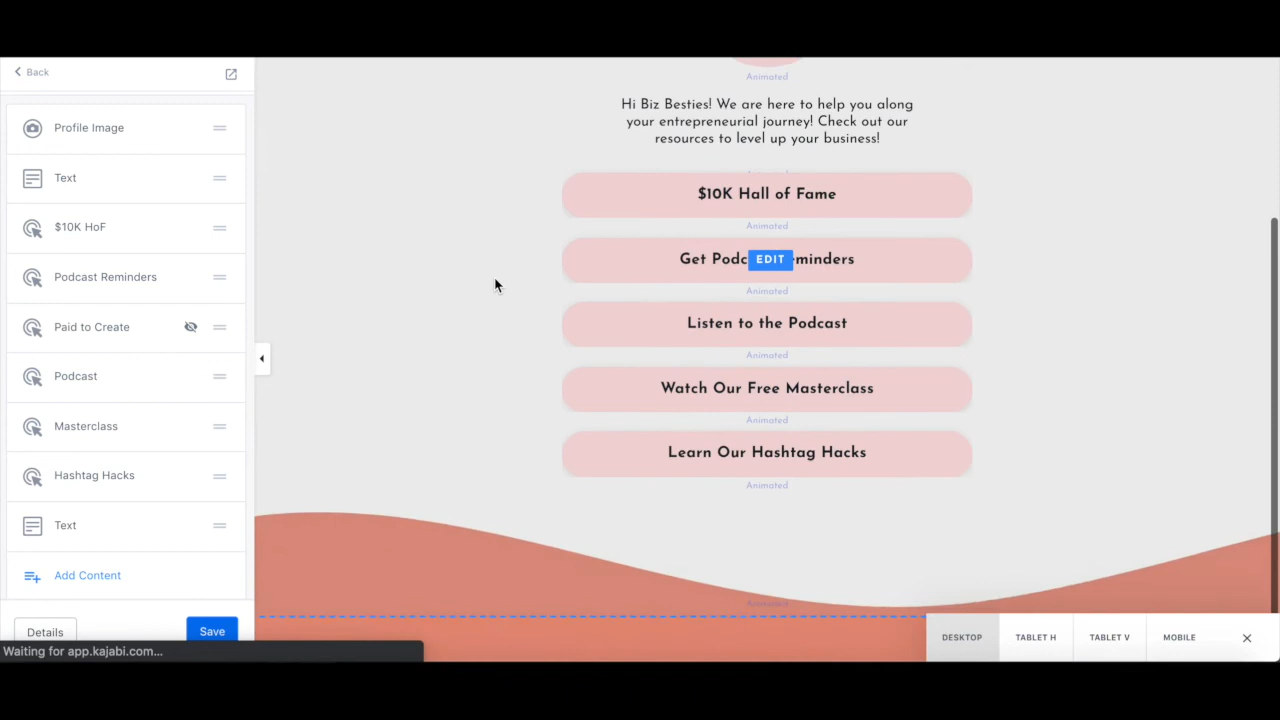 Back
Profile Image
Text
$10K HoF
Podcast Reminders
Paid to Create
Podcast
Masterclass
Hashtag Hacks
Text
Add Content
Details
Save
Waiting for app.kajabi.com...
Animated
Hi Biz Besties! We are here to help you along
your entrepreneurial journey! Check out our
resources to level up your business!
$10K Hall of Fame
Animated
Get Podc EDIT minders
Animated
Listen to the Podcast
Animated
Watch Our Free Masterclass
Animated
Learn Our Hashtag Hacks
Animated
Animated
DESKTOP
TABLET H
TABLET V
MOBILE